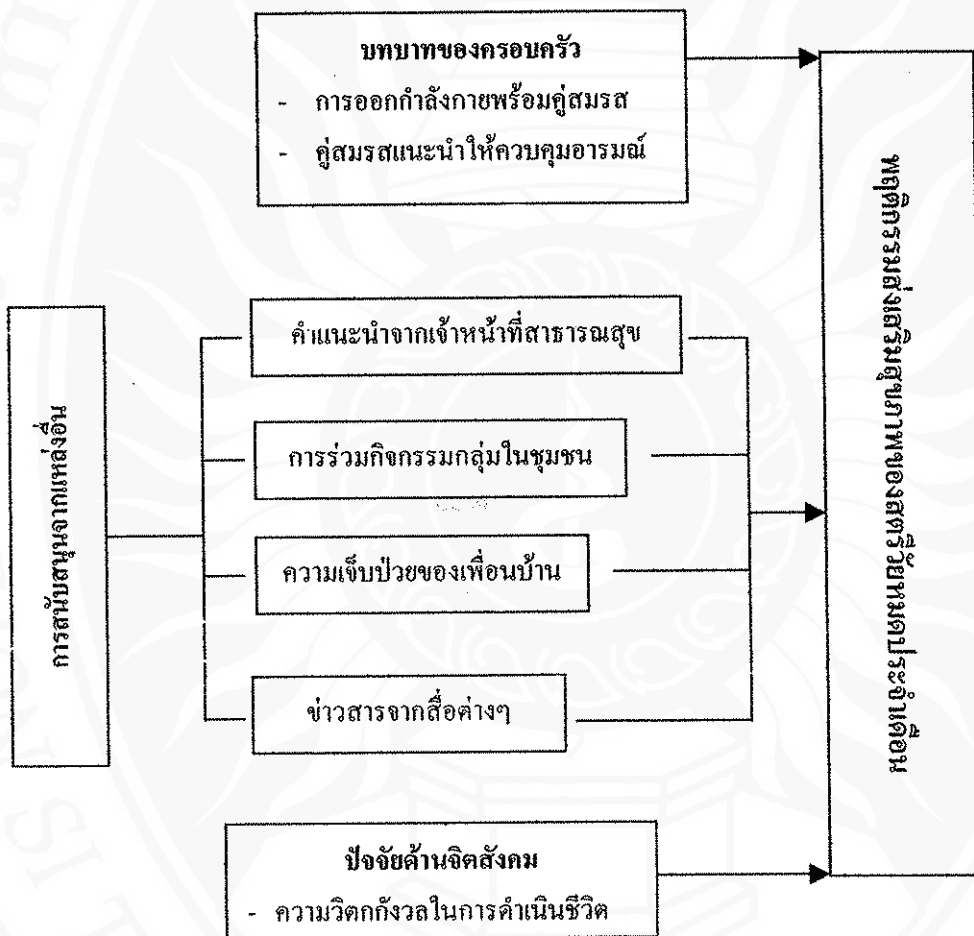 บทบาทของครอบครัว
- การออกกำลังกายพร้อมคู่สมรส
- คู่สมรสแนะนำให้ควบคุมอารมณ์
การสนับสนุนจากแหล่งอื่น
คำแนะนำจากเจ้าหน้าที่สาธารณสุข
การร่วมกิจกรรมกลุ่มในชุมชน
ความเจ็บป่วยของเพื่อนบ้าน
ข่าวสารจากสื่อต่างๆ
ปัจจัยด้านจิตสังคม
- ความวิตกกังวลในการดำเนินชีวิต
พฤติกรรมส่งเสริมสุขภาพของสตรีวัยหมดประจำเดือน